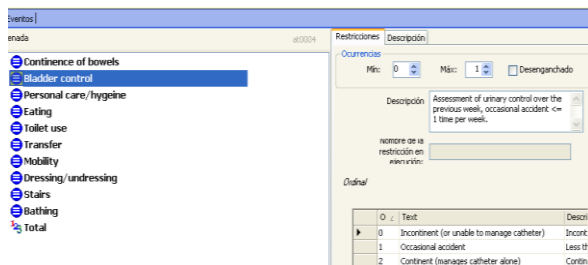 Eventos
enada at0004
Continence of bowels
Bladder control
Personal care/hygeine
Eating
Toilet use
Transfer
Mobility
Dressing/undressing
Stairs
Bathing
Total
Restricciones Descripción
Ocurrencias
Mín: 0 Máx: 1 Desenganchado
Descripción Assessment of urinary control over the
previous week, occasional accident <=
1 time per week.
Nombre de la
restricción en
ejecución:
Ordinal
O Text Descri
0 Incontinent (or unable to manage catheter) Incont
1 Occasional accident Less th
2 Continent (manages catheter alone) Contin